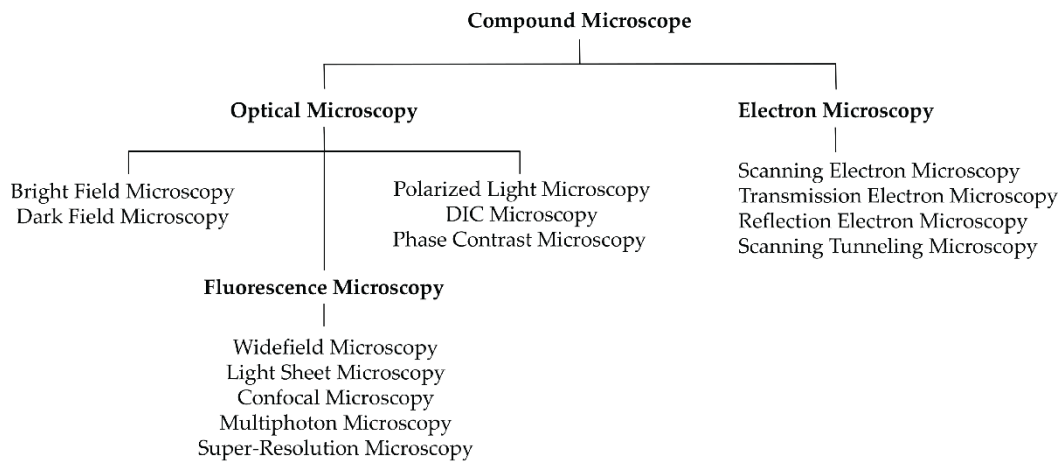 Compound Microscope
Optical Microscopy
Electron Microscopy
Bright Field Microscopy
Dark Field Microscopy
Polarized Light Microscopy
DIC Microscopy
Phase Contrast Microscopy
Scanning Electron Microscopy
Transmission Electron Microscopy
Reflection Electron Microscopy
Scanning Tunneling Microscopy
Fluorescence Microscopy
Widefield Microscopy
Light Sheet Microscopy
Confocal Microscopy
Multiphoton Microscopy
Super-Resolution Microscopy